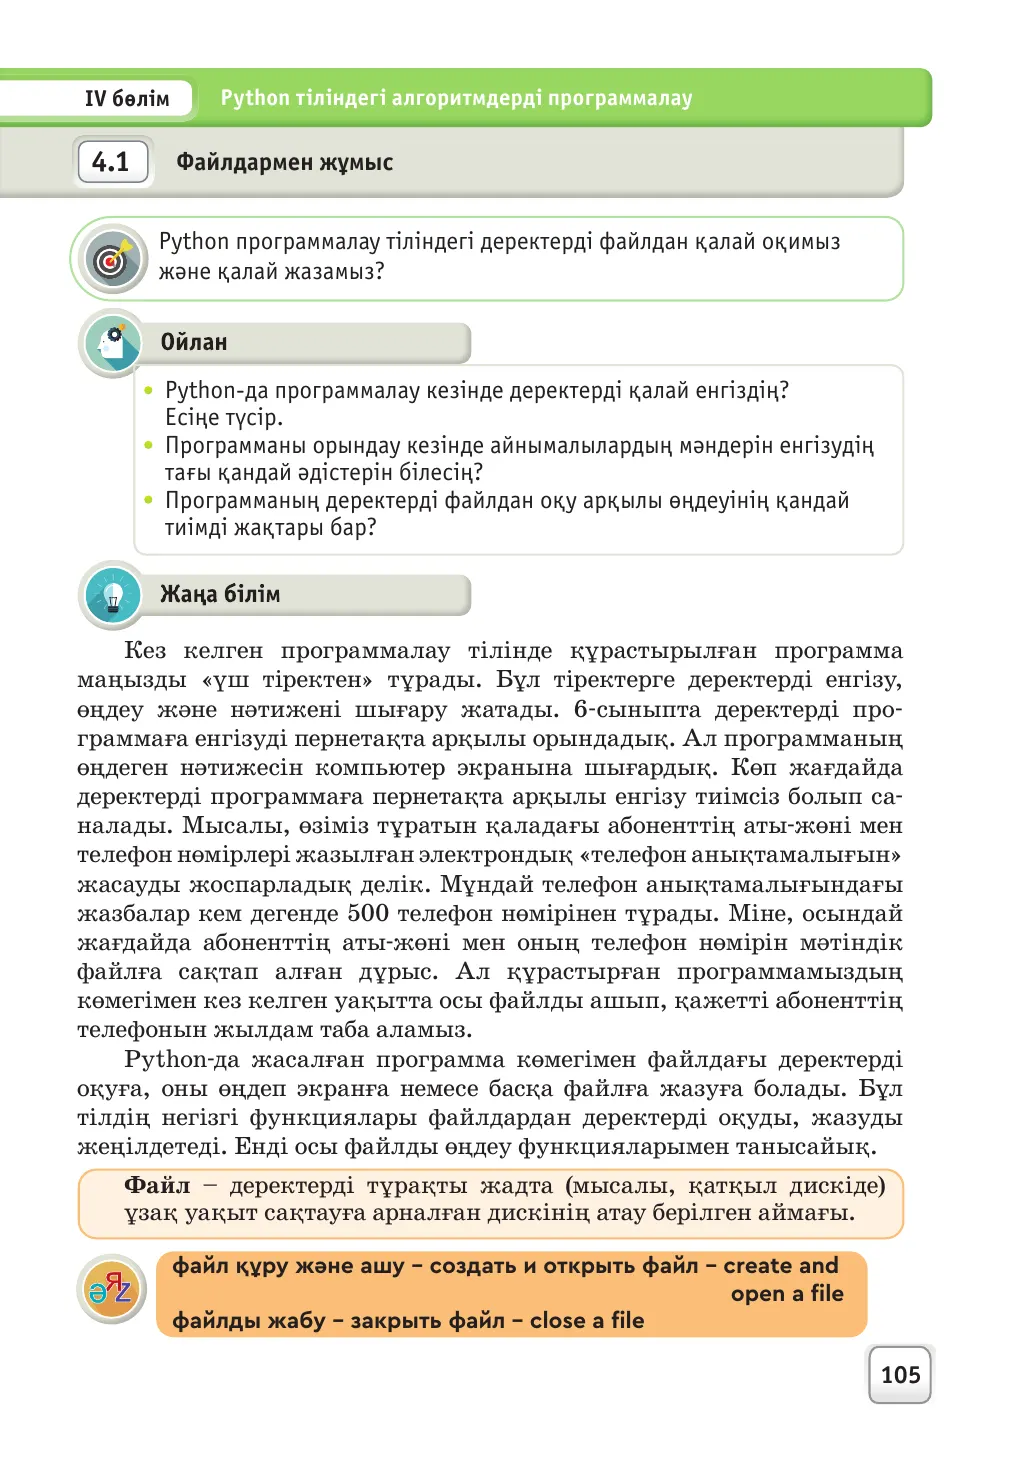 IV бөлім
Python тіліндегі алгоритмдерді программалау
4.1
Файлдармен жұмыс
Python программалау тіліндегі деректерді файлдан қалай оқимыз
және қалай жазамыз?
Ойлан
• Python-да программалау кезінде деректерді қалай енгіздің?
Есіңе түсір.
• Программаны орындау кезінде айнымалылардың мәндерін енгізудің
тағы қандай әдістерін білесің?
• Программаның деректерді файлдан оқу арқылы өңдеуінің қандай
тиімді жақтары бар?
Жаңа білім
Кез келген программалау тілінде құрастырылған программа
маңызды «үш тіректен» тұрады. Бұл тіректерге деректерді енгізу,
өңдеу және нәтижені шығару жатады. 6-сыныпта деректерді про-
граммаға енгізуді пернетақта арқылы орындадық. Ал программаның
өңдеген нәтижесін компьютер экранына шығардық. Көп жағдайда
деректерді программаға пернетақта арқылы енгізу тиімсіз болып са-
налады. Мысалы, өзіміз тұратын қаладағы абоненттің аты-жөні мен
телефон нөмірлері жазылған электрондық «телефон анықтамалығын»
жасауды жоспарладық делік. Мұндай телефон анықтамалығындағы
жазбалар кем дегенде 500 телефон нөмірінен тұрады. Міне, осындай
жағдайда абоненттің аты-жөні мен оның телефон нөмірін мәтіндік
файлға сақтап алған дұрыс. Ал құрастырған программамыздың
көмегімен кез келген уақытта осы файлды ашып, қажетті абоненттің
телефонын жылдам таба аламыз.
Python-да жасалған программа көмегімен файлдағы деректерді
оқуға, оны өңдеп экранға немесе басқа файлға жазуға болады. Бұл
тілдің негізгі функциялары файлдардан деректерді оқуды, жазуды
жеңілдетеді. Енді осы файлды өңдеу функцияларымен танысайық.
Файл – деректерді тұрақты жадта (мысалы, қатқыл дискіде)
ұзақ уақыт сақтауға арналған дискінің атау берілген аймағы.
әЯZ
файл құру және ашу – создать и открыть файл – create and
open a file
файлды жабу – закрыть файл – close a file
105